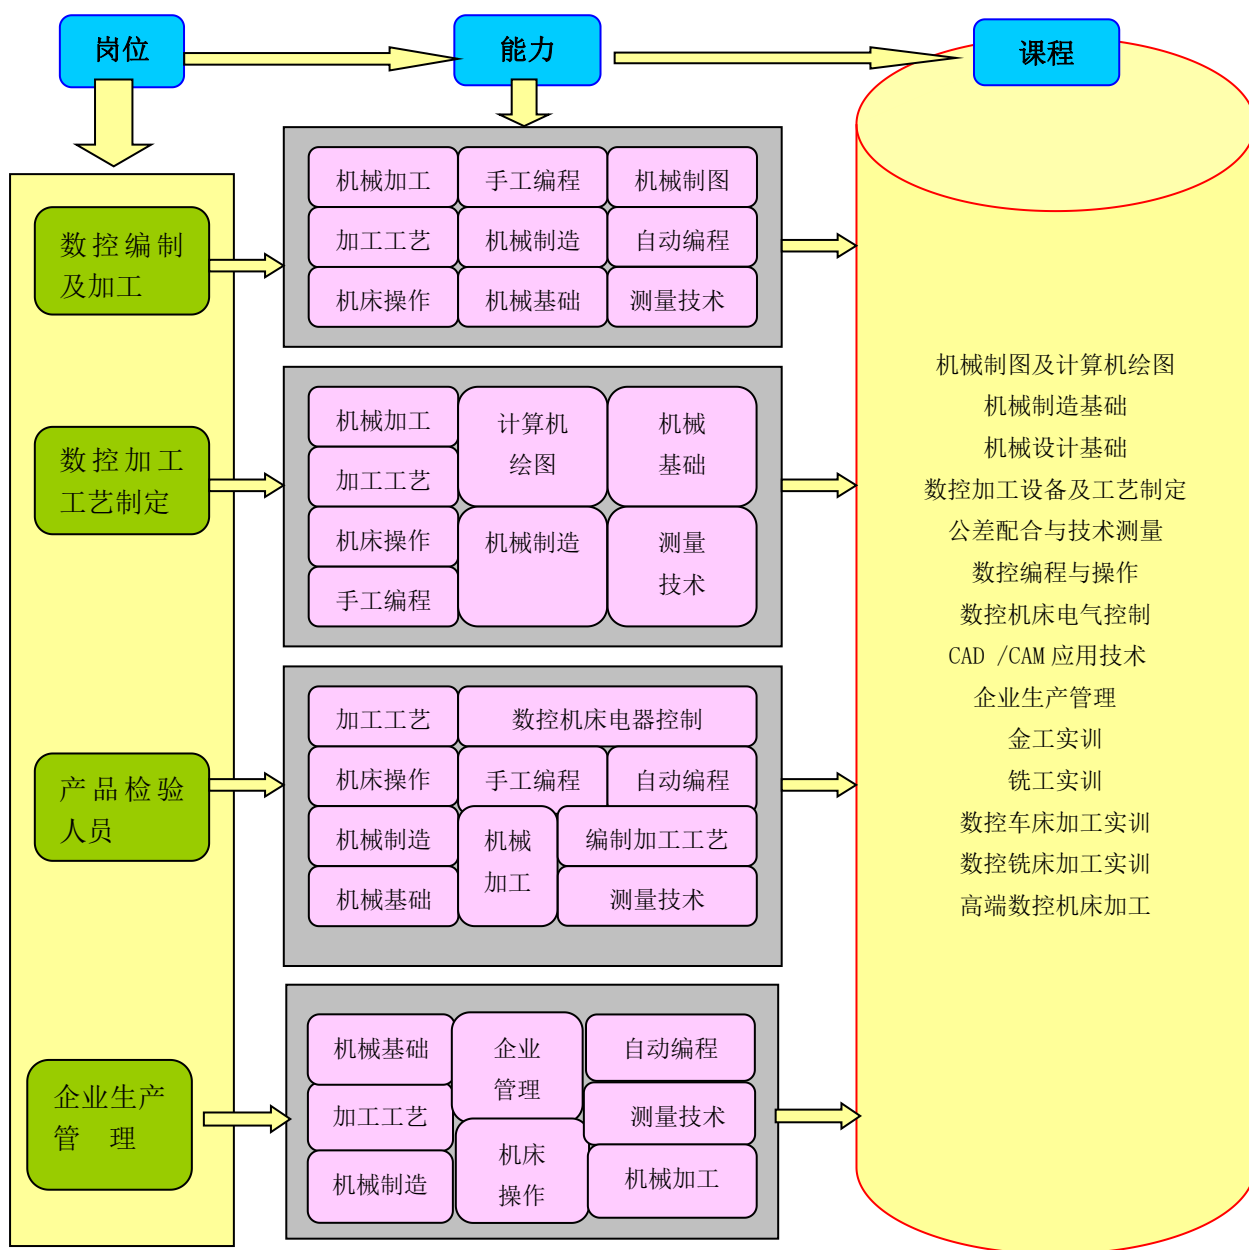 岗位
能力
课程
数控编制
及加工
机械加工
手工编程
机械制图
加工工艺
机械制造
自动编程
机床操作
机械基础
测量技术
数控加工
工艺制定
机械加工
加工工艺
机床操作
手工编程
计算机
绘图
机械
基础
机械制造
测量
技术
产品检验
人员
加工工艺
数控机床电器控制
机床操作
手工编程
自动编程
机械制造
机械
加工
编制加工工艺
机械基础
测量技术
企业生产
管 理
机械基础
企业
管理
自动编程
加工工艺
测量技术
机械制造
机床
操作
机械加工
机械制图及计算机绘图
机械制造基础
机械设计基础
数控加工设备及工艺制定
公差配合与技术测量
数控编程与操作
数控机床电气控制
CAD /CAM 应用技术
企业生产管理
金工实训
铣工实训
数控车床加工实训
数控铣床加工实训
高端数控机床加工